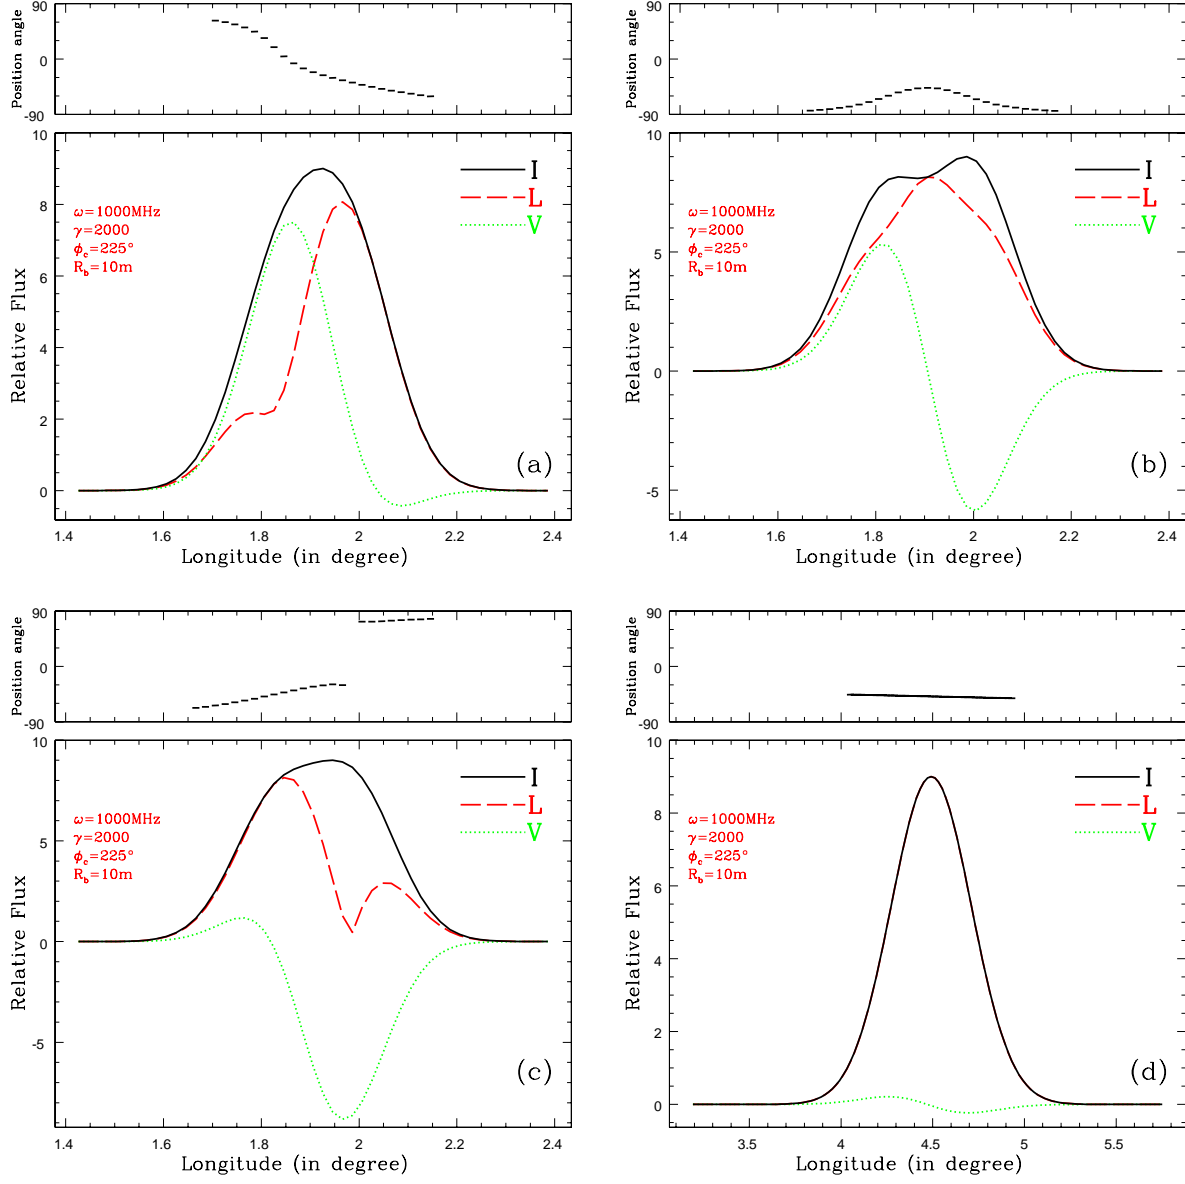 Position angle
90
0
-90
10
8
6
4
2
0
Relative Flux
I
L
V
ω=1000MHz
γ=2000
ϕc=225°
Rb=10m
(a)
1.4 1.6 1.8 2 2.2 2.4
Longitude (in degree)
Position angle
90
0
-90
10
5
0
-5
Relative Flux
I
L
V
ω=1000MHz
γ=2000
ϕc=225°
Rb=10m
(b)
1.4 1.6 1.8 2 2.2 2.4
Longitude (in degree)
Position angle
90
0
-90
10
5
0
-5
Relative Flux
I
L
V
ω=1000MHz
γ=2000
ϕc=225°
Rb=10m
(c)
1.4 1.6 1.8 2 2.2 2.4
Longitude (in degree)
Position angle
90
0
-90
10
8
6
4
2
0
Relative Flux
I
L
V
ω=1000MHz
γ=2000
ϕc=225°
Rb=10m
(d)
3.5 4 4.5 5 5.5
Longitude (in degree)